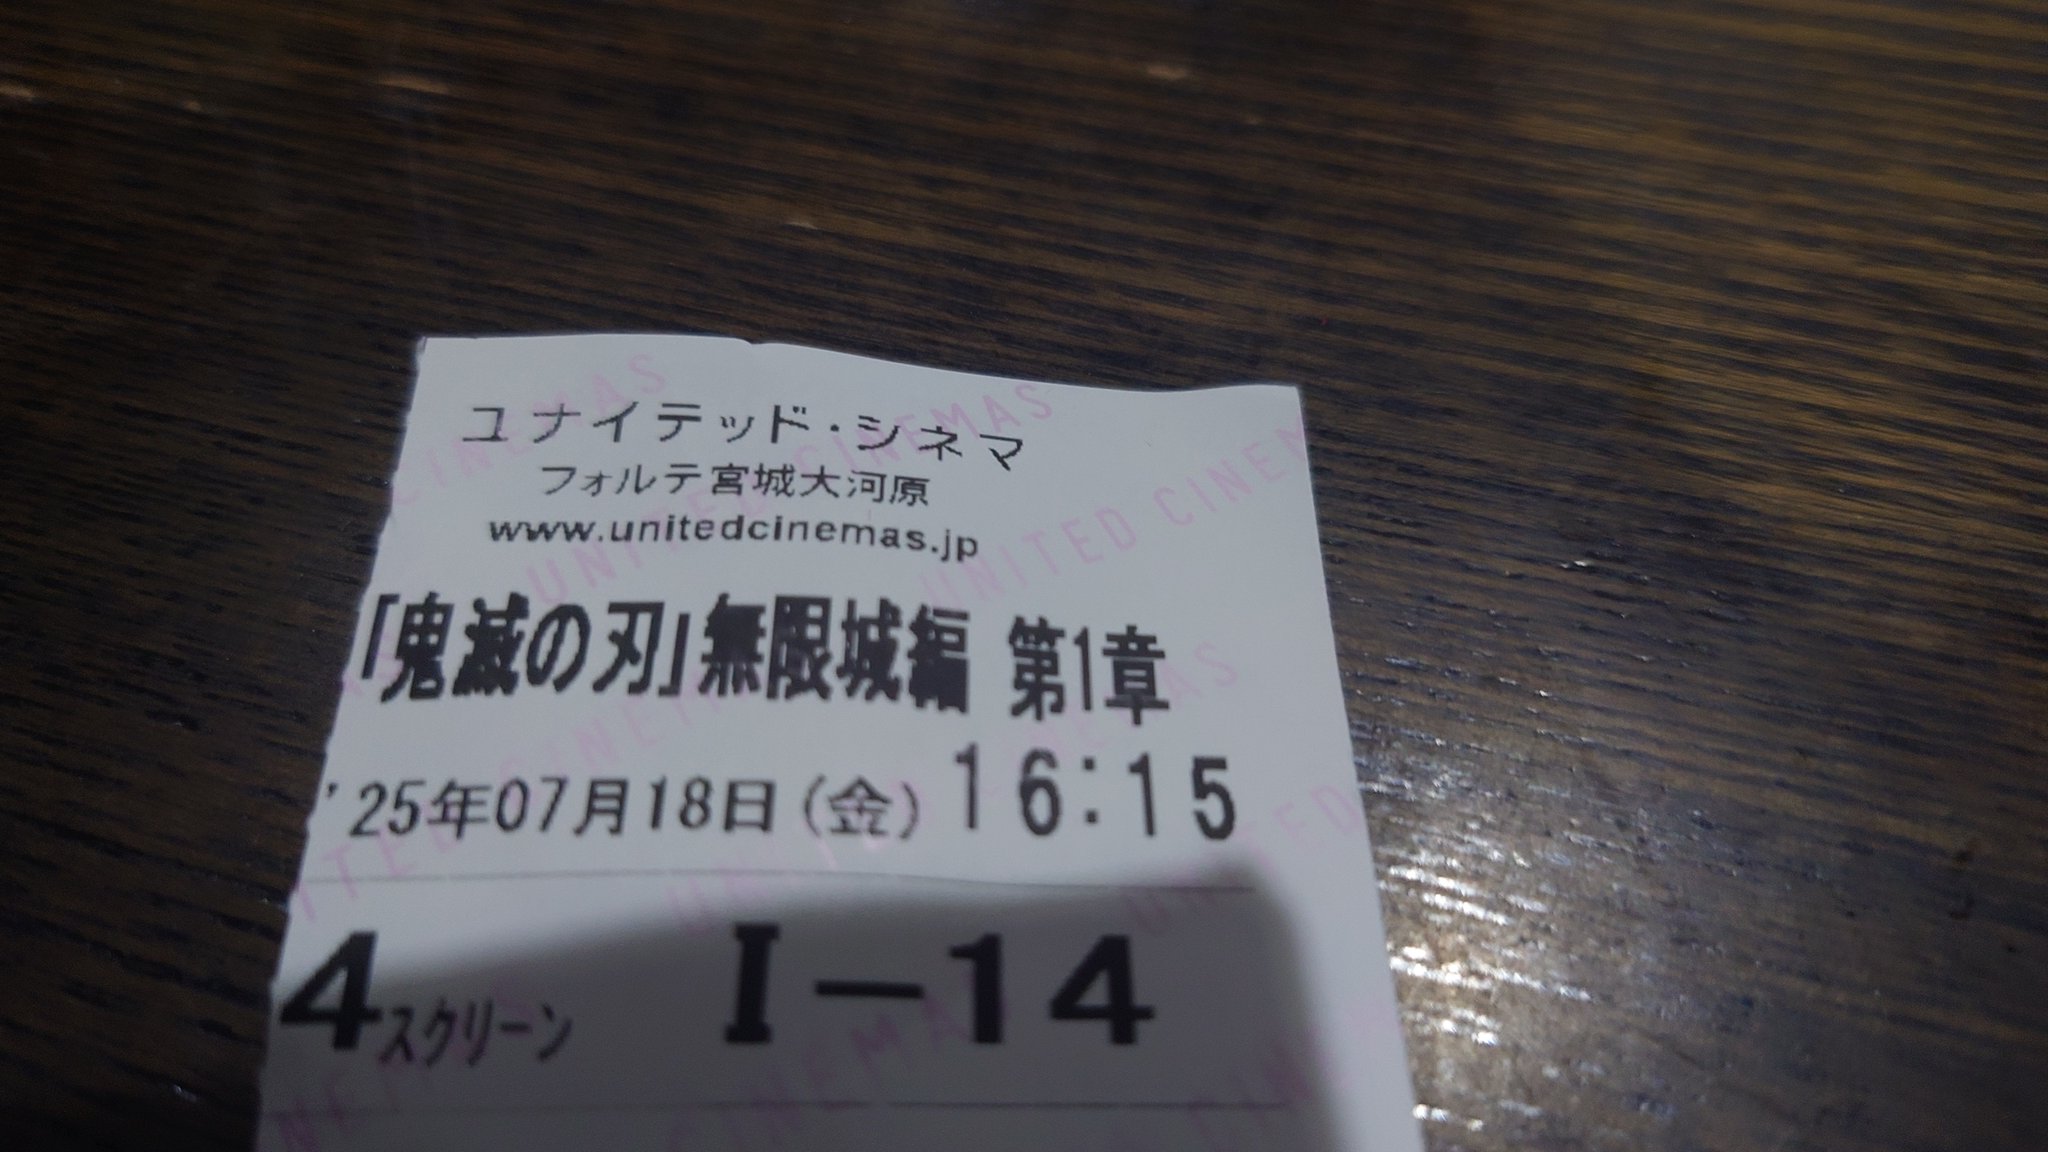 ユナイテッド・シネマ
フォルテ宮城大河原
www.unitedcinemas.jp
「鬼滅の刃」無限城編 第1章
'25年07月18日(金) 16:15
4スクリーン I-14